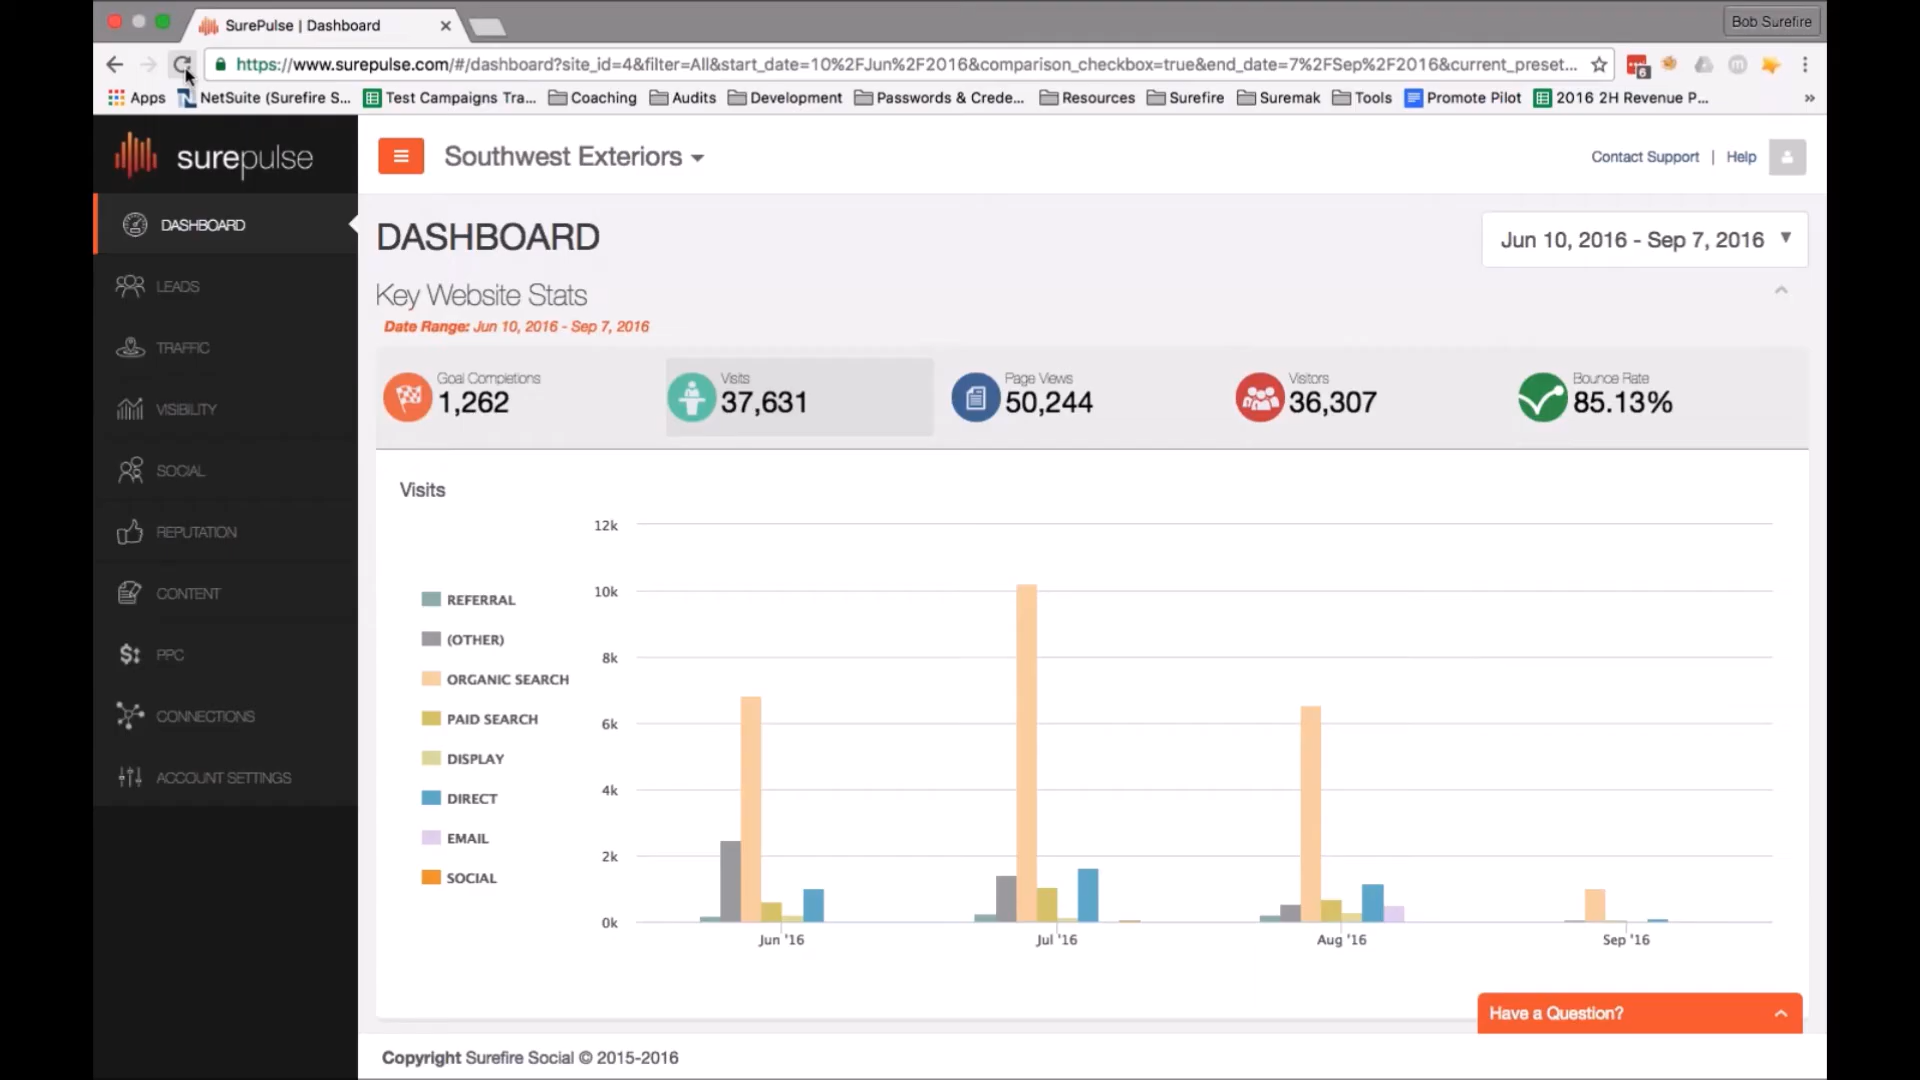 SurePulse | Dashboard
Bob Surefire
https://www.surepulse.com/#/dashboard?site_id=4&filter=All&start_date=10%2FJun%2F2016&comparison_checkbox=true&end_date=7%2FSep%2F2016&current_preset...
6
Apps NetSuite (Surefire S... Test Campaigns Tra... Coaching Audits Development Passwords & Crede... Resources Surefire Suremak Tools Promote Pilot 2016 2H Revenue P... »
surepulse
Southwest Exteriors
Contact Support | Help
DASHBOARD
LEADS
TRAFFIC
VISIBILITY
SOCIAL
REPUTATION
CONTENT
PPC
CONNECTIONS
ACCOUNT SETTINGS
DASHBOARD
Jun 10, 2016 - Sep 7, 2016
Key Website Stats
Date Range: Jun 10, 2016 - Sep 7, 2016
Goal Completions
1,262
Visits
37,631
Page Views
50,244
Visitors
36,307
Bounce Rate
85.13%
Visits
REFERRAL
(OTHER)
ORGANIC SEARCH
PAID SEARCH
DISPLAY
DIRECT
EMAIL
SOCIAL
12k
10k
8k
6k
4k
2k
0k
Jun '16 Jul '16 Aug '16 Sep '16
Have a Question?
Copyright Surefire Social © 2015-2016